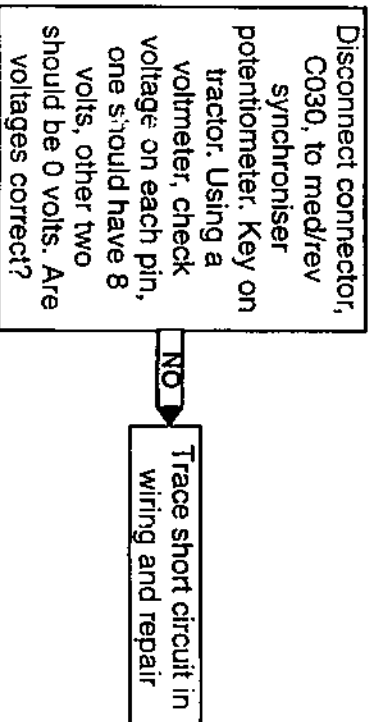 Disconnect connector,
C030, to med/rev
synchroniser
potentiometer. Key on
tractor. Using a
voltmeter, check
voltage on each pin,
one should have 8
volts, other two
should be 0 volts. Are
voltages correct?
NO
Trace short circuit in
wiring and repair